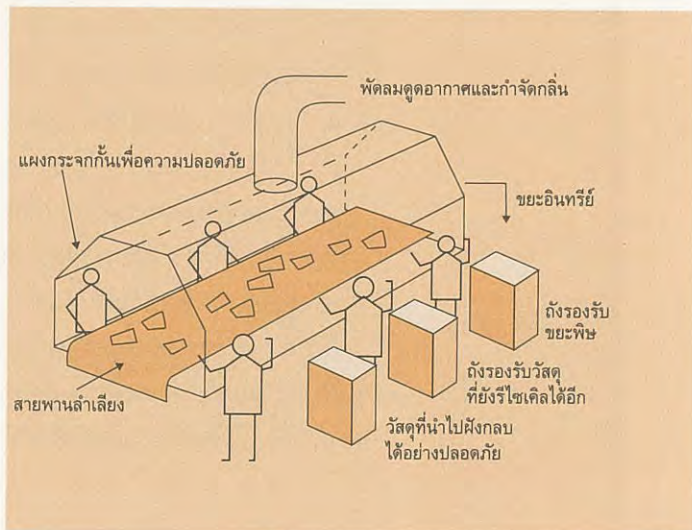 พัดลมดูดอากาศและกำจัดกลิ่น
แผงกระจกกั้นเพื่อความปลอดภัย
ขยะอินทรีย์
ถังรองรับ
ขยะพิษ
ถังรองรับวัสดุ
ที่ยังรีไซเคิลได้อีก
สายพานลำเลียง
วัสดุที่นำไปฝังกลบ
ได้อย่างปลอดภัย